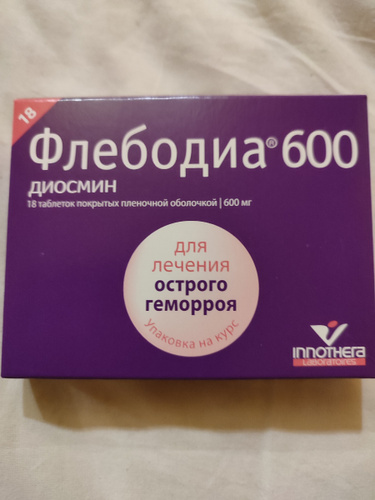 18
Флебодиа® 600
диосмин
18 таблеток покрытых пленочной оболочкой | 600 мг
для
лечения
острого
геморроя
Упаковка на курс
INNOTHERA
LABORATOIRES